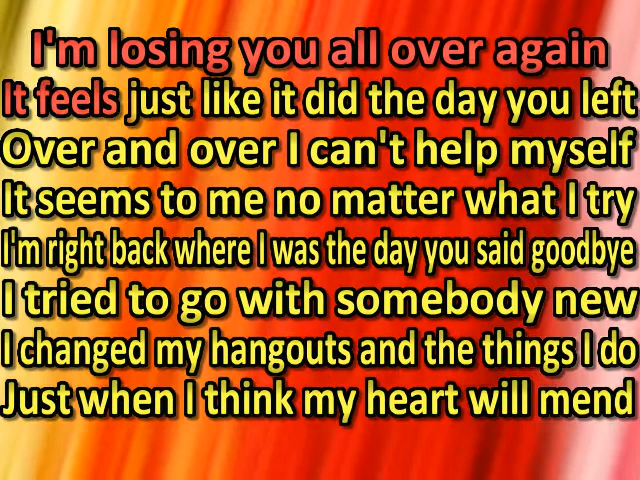 I'm losing you all over again
It feels just like it did the day you left
Over and over I can't help myself
It seems to me no matter what I try
I'm right back where I was the day you said goodbye
I tried to go with somebody new
I changed my hangouts and the things I do
Just when I think my heart will mend